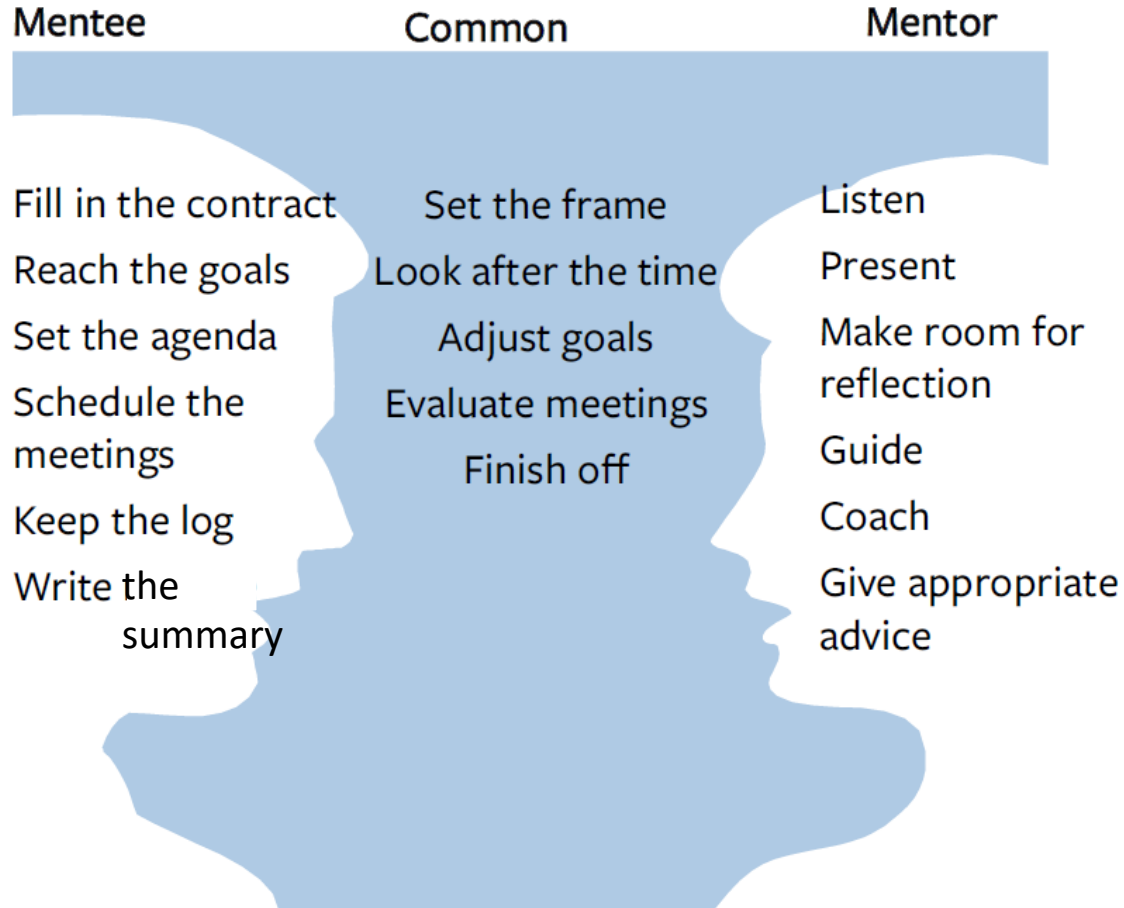 Mentee
Common
Mentor
Fill in the contract
Reach the goals
Set the agenda
Schedule the
meetings
Keep the log
Write the
summary
Set the frame
Look after the time
Adjust goals
Evaluate meetings
Finish off
Listen
Present
Make room for
reflection
Guide
Coach
Give appropriate
advice